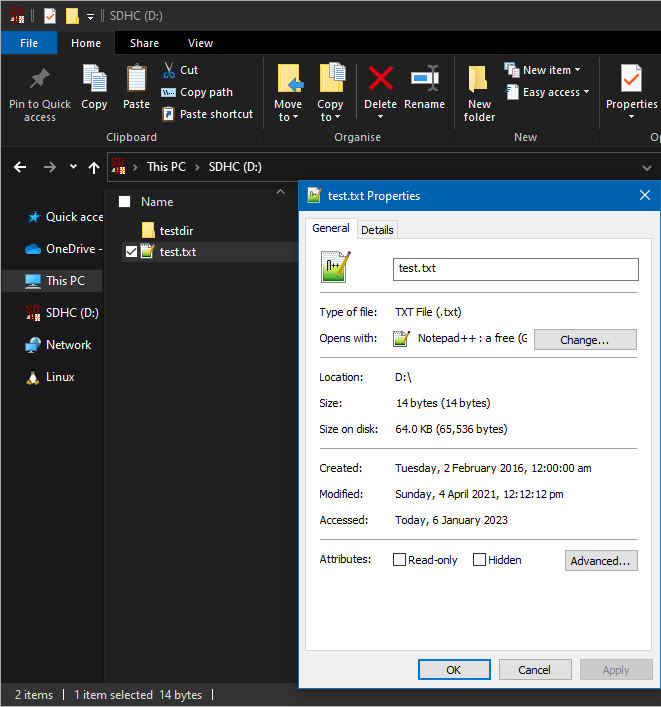 SDHC (D:)
File Home Share View
Pin to Quick access
Copy
Paste
Cut
Copy path
Paste shortcut
Clipboard
Move to
Copy to
Delete
Rename
Organise
New folder
New item
Easy access
New
Properties
Op
This PC > SDHC (D:)
Name
testdir
test.txt
Quick acce
OneDrive -
This PC
SDHC (D:)
Network
Linux
test.txt Properties
General Details
test.txt
Type of file: TXT File (.txt)
Opens with: Notepad++ : a free (G Change...
Location: D:\
Size: 14 bytes (14 bytes)
Size on disk: 64.0 KB (65,536 bytes)
Created: Tuesday, 2 February 2016, 12:00:00 am
Modified: Sunday, 4 April 2021, 12:12:12 pm
Accessed: Today, 6 January 2023
Attributes: Read-only Hidden Advanced...
OK Cancel Apply
2 items 1 item selected 14 bytes